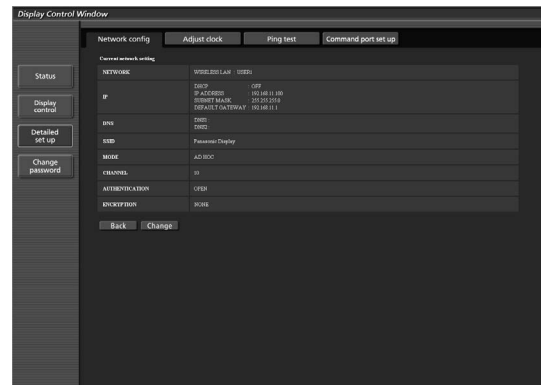 Display Control Window
Network config Adjust clock Ping test Command port set up
Current network setting
Status
Display
control
Detailed
set up
Change
password
NETWORK WIRELESS LAN : USER1
IP
DHCP : OFF
IP ADDRESS : 192.168.11.100
SUBNET MASK : 255.255.255.0
DEFAULT GATEWAY : 192.168.11.1
DNS
DNS1 :
DNS2 :
SSID Panasonic Display
MODE AD HOC
CHANNEL 10
AUTHENTICATION OPEN
ENCRYPTION NONE
Back Change